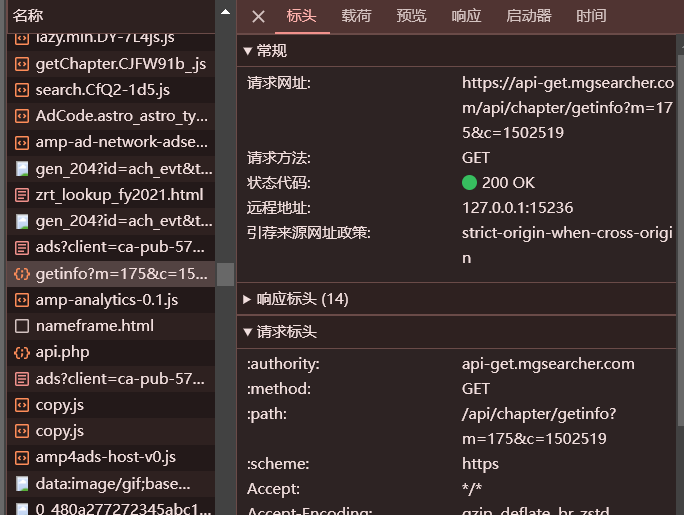 名称
lazy.min.DY-7L4js.js
getChapter.CJFW91b_.js
search.CfQ2-1d5.js
AdCode.astro_astro_ty...
amp-ad-network-adse...
gen_204?id=ach_evt&t...
zrt_lookup_fy2021.html
gen_204?id=ach_evt&t...
ads?client=ca-pub-57...
getinfo?m=175&c=15...
amp-analytics-0.1.js
nameframe.html
api.php
ads?client=ca-pub-57...
copy.js
copy.js
amp4ads-host-v0.js
data:image/gif;base...
0_480a277272345abc1...
标头 载荷 预览 响应 启动器 时间
常规
请求网址: https://api-get.mgsearcher.co
m/api/chapter/getinfo?m=17
5&c=1502519
请求方法: GET
状态代码: 200 OK
远程地址: 127.0.0.1:15236
引荐来源网址政策: strict-origin-when-cross-origi
n
响应标头 (14)
请求标头
:authority: api-get.mgsearcher.com
:method: GET
:path: /api/chapter/getinfo?
m=175&c=1502519
:scheme: https
Accept: */*
Accept-Encoding: gzip, deflate, br, zstd